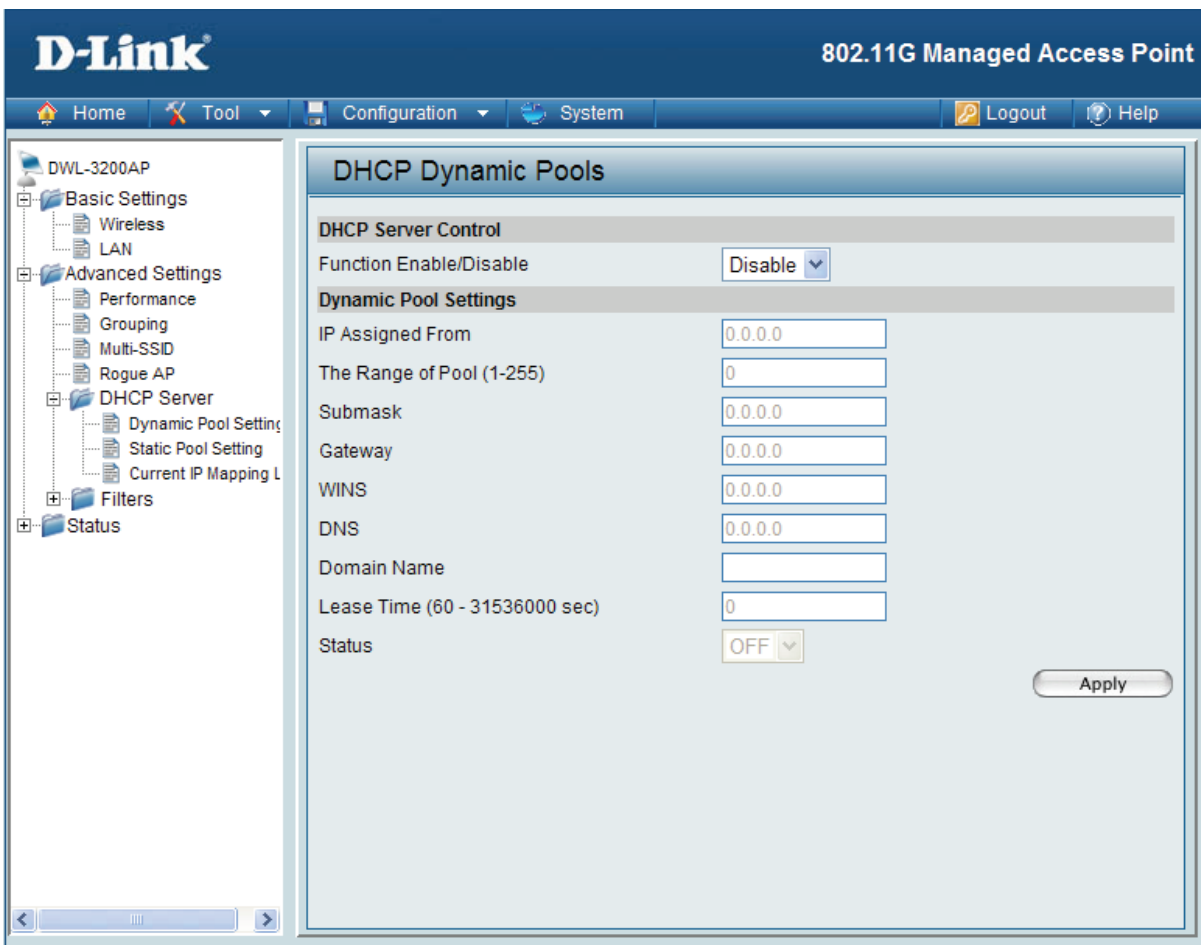 D-Link®
802.11G Managed Access Point
Home Tool Configuration System Logout Help
DWL-3200AP
Basic Settings
Wireless
LAN
Advanced Settings
Performance
Grouping
Multi-SSID
Rogue AP
DHCP Server
Dynamic Pool Setting
Static Pool Setting
Current IP Mapping L
Filters
Status
DHCP Dynamic Pools
DHCP Server Control
Function Enable/Disable Disable
Dynamic Pool Settings
IP Assigned From 0.0.0.0
The Range of Pool (1-255) 0
Submask 0.0.0.0
Gateway 0.0.0.0
WINS 0.0.0.0
DNS 0.0.0.0
Domain Name
Lease Time (60 - 31536000 sec) 0
Status OFF
Apply